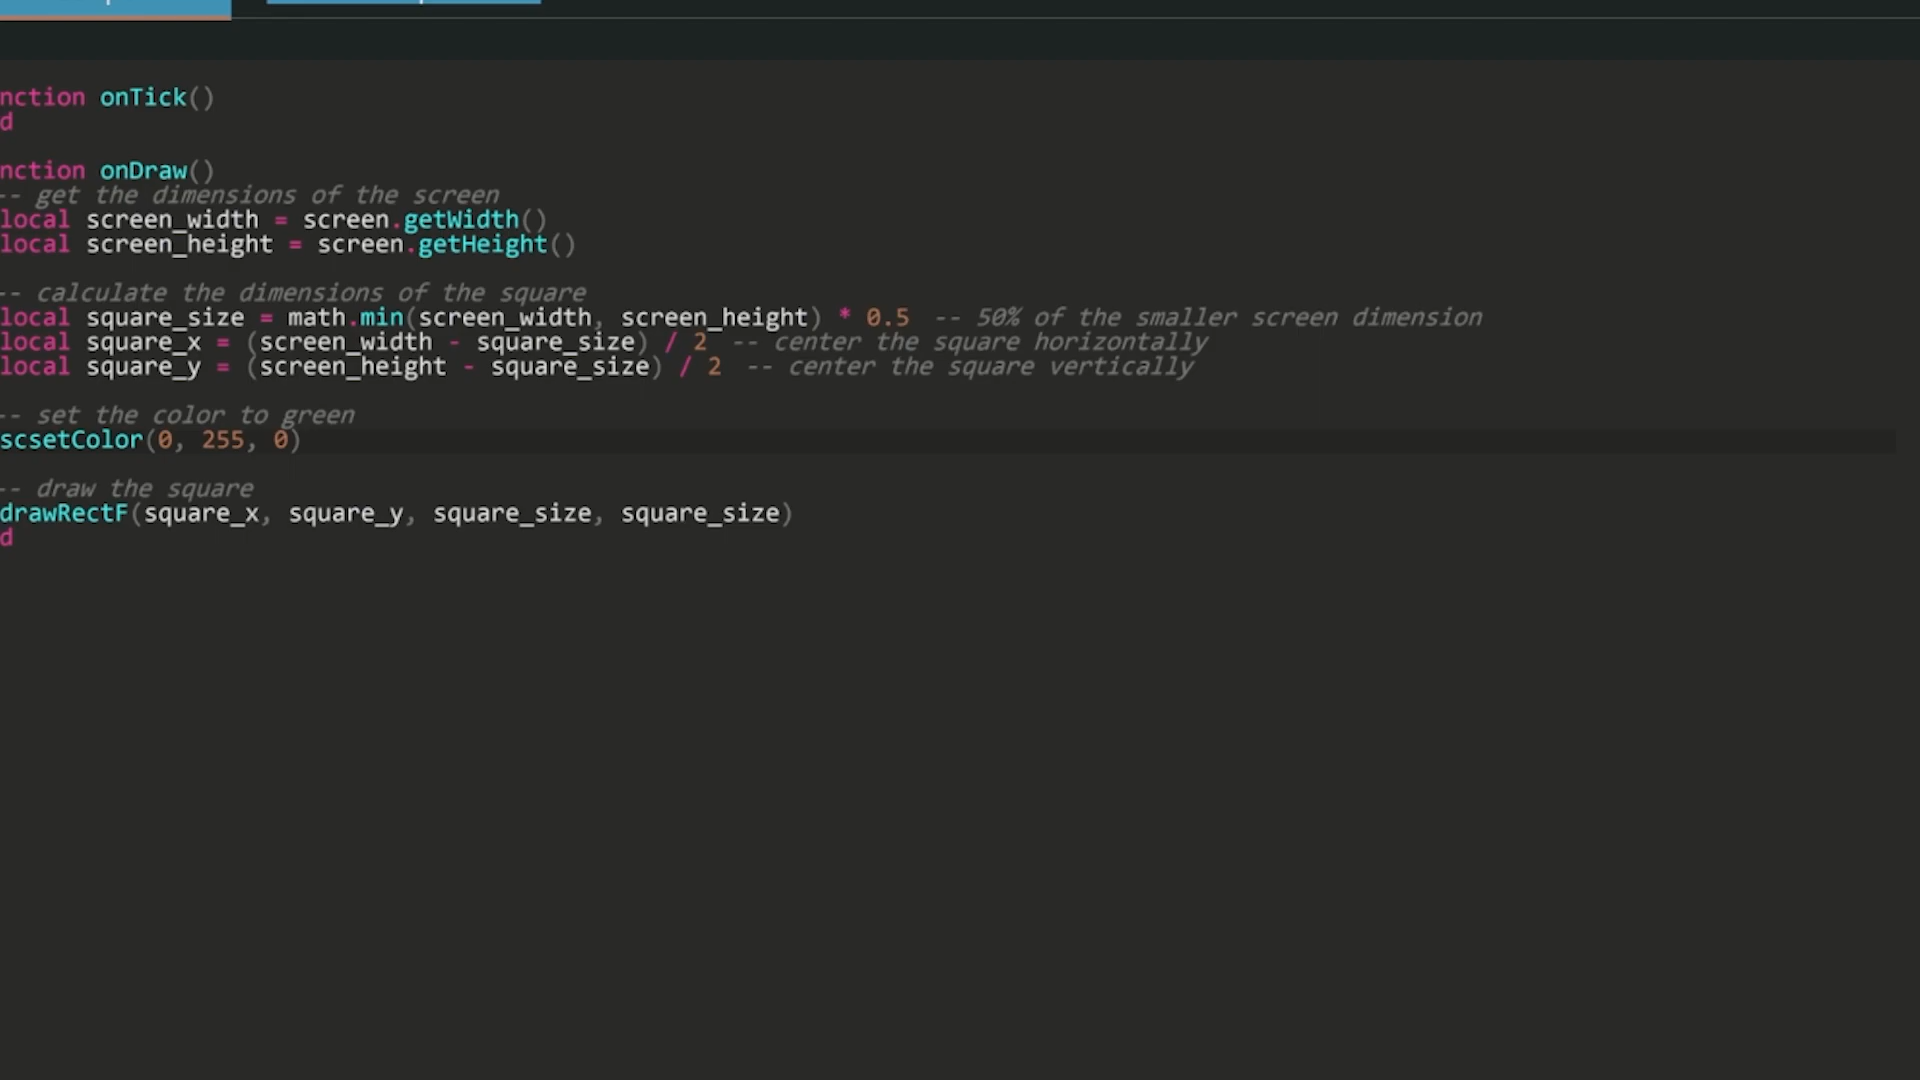 nction onTick()
d
nction onDraw()
-- get the dimensions of the screen
local screen_width = screen.getWidth()
local screen_height = screen.getHeight()
-- calculate the dimensions of the square
local square_size = math.min(screen_width, screen_height) * 0.5  -- 50% of the smaller screen dimension
local square_x = (screen_width - square_size) / 2  -- center the square horizontally
local square_y = (screen_height - square_size) / 2  -- center the square vertically
-- set the color to green
scsetColor(0, 255, 0)
-- draw the square
drawRectF(square_x, square_y, square_size, square_size)
d